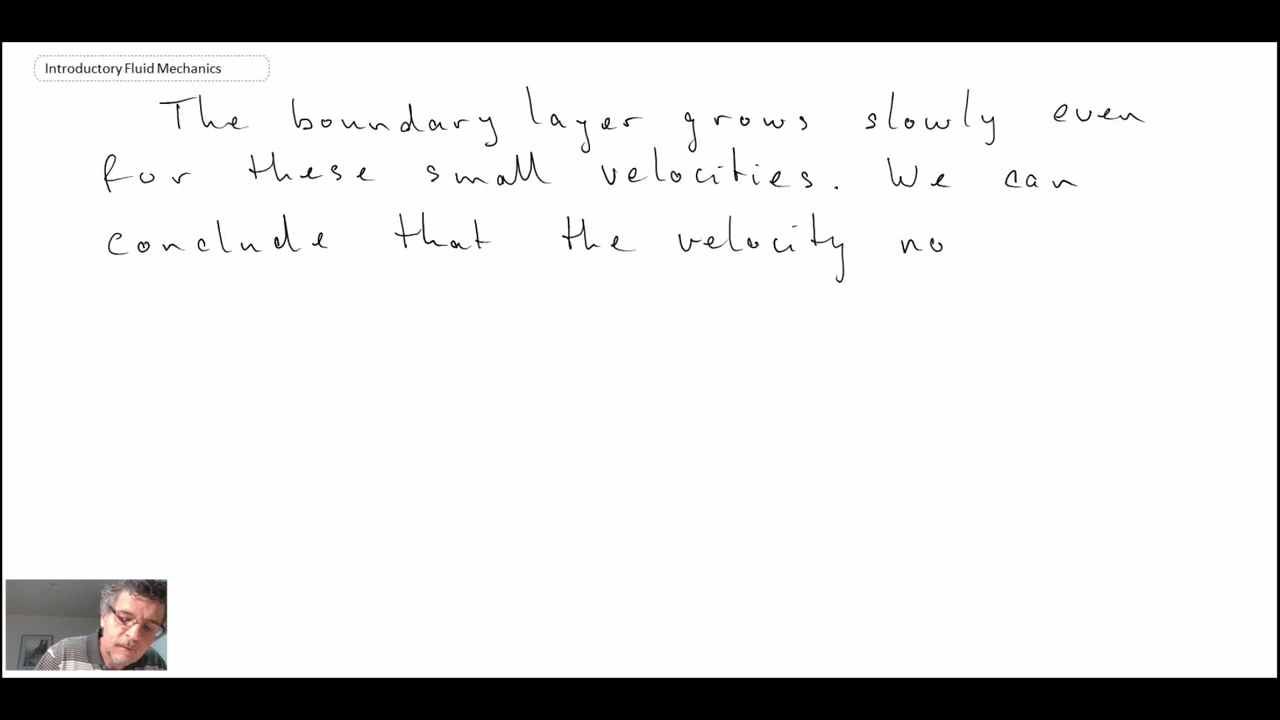 Introductory Fluid Mechanics
The boundary layer grows slowly even
for these small velocities. We can
conclude that the velocity no